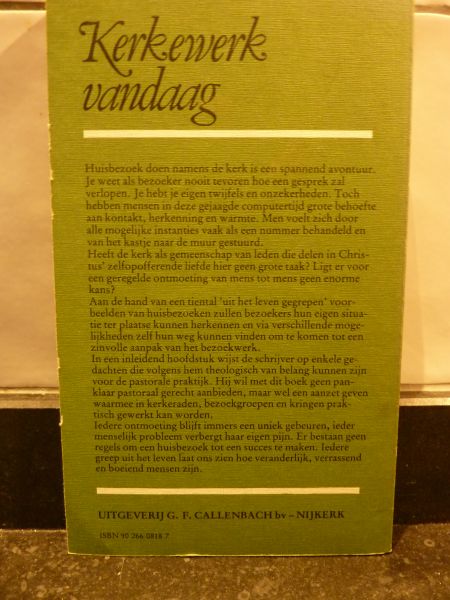 Kerkewerk
vandaag
Huisbezoek doen namens de kerk is een spannend avontuur.
Je weet als bezoeker nooit tevoren hoe een gesprek zal
verlopen. Je hebt je eigen twijfels en onzekerheden. Toch
hebben mensen in deze gejaagde computertijd grote behoefte
aan kontakt, herkenning en warmte. Men voelt zich door
alle mogelijke instanties vaak als een nummer behandeld en
van het kastje naar de muur gestuurd.
Heeft de kerk als gemeenschap van leden die delen in Chris-
tus' zelfopofferende liefde hier geen grote taak? Ligt er voor
een geregelde ontmoeting van mens tot mens geen enorme
kans?
Aan de hand van een tiental 'uit het leven gegrepen' voor-
beelden van huisbezoeken zullen bezoekers hun eigen situa-
tie ter plaatse kunnen herkennen en via verschillende moge-
lijkheden zelf hun weg kunnen vinden om te komen tot een
zinvolle aanpak van het bezoekwerk.
In een inleidend hoofdstuk wijst de schrijver op enkele ge-
dachten die volgens hem theologisch van belang kunnen zijn
voor de pastorale praktijk. Hij wil met dit boek geen pan-
klaar pastoraal gerecht aanbieden, maar wel een aanzet geven
waarmee in kerkeraden, bezoekgroepen en kringen prak-
tisch gewerkt kan worden.
Iedere ontmoeting blijft immers een uniek gebeuren, ieder
menselijk probleem verbergt haar eigen pijn. Er bestaan geen
regels om een huisbezoek tot een succes te maken. Iedere
greep uit het leven laat ons zien hoe veranderlijk, verrassend
en boeiend mensen zijn.
UITGEVERIJ G. F. CALLENBACH bv – NIJKERK
ISBN 90 266 0818 7